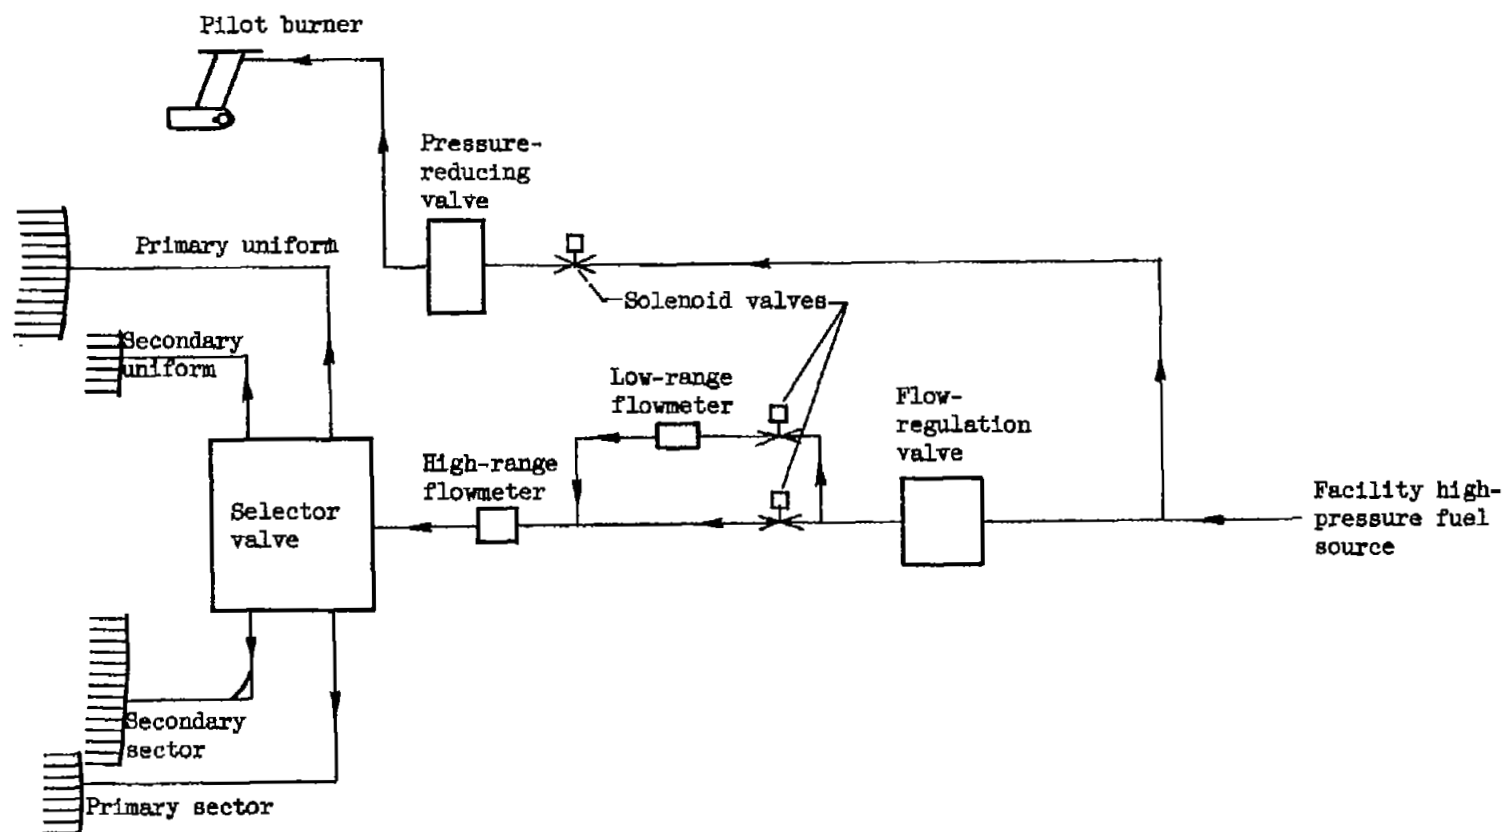 Pilot burner
Pressure-
reducing
valve
Primary uniform
Solenoid valves
Secondary
uniform
Low-range
flowmeter
Flow-
regulation
valve
High-range
flowmeter
Selector
valve
Facility high-
pressure fuel
source
Secondary
sector
Primary sector